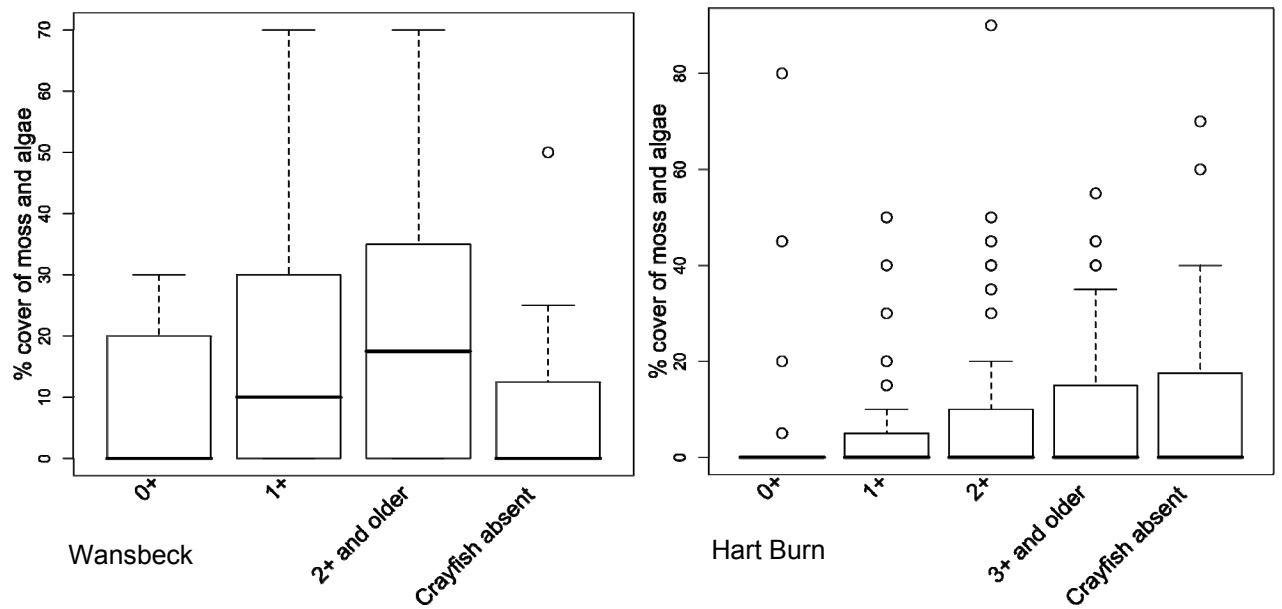 % cover of moss and algae
70
60
50
40
30
20
10
0
0+
1+
2+ and older
Crayfish absent
Wansbeck
% cover of moss and algae
80
60
40
20
0
0+
1+
2+
3+ and older
Crayfish absent
Hart Burn